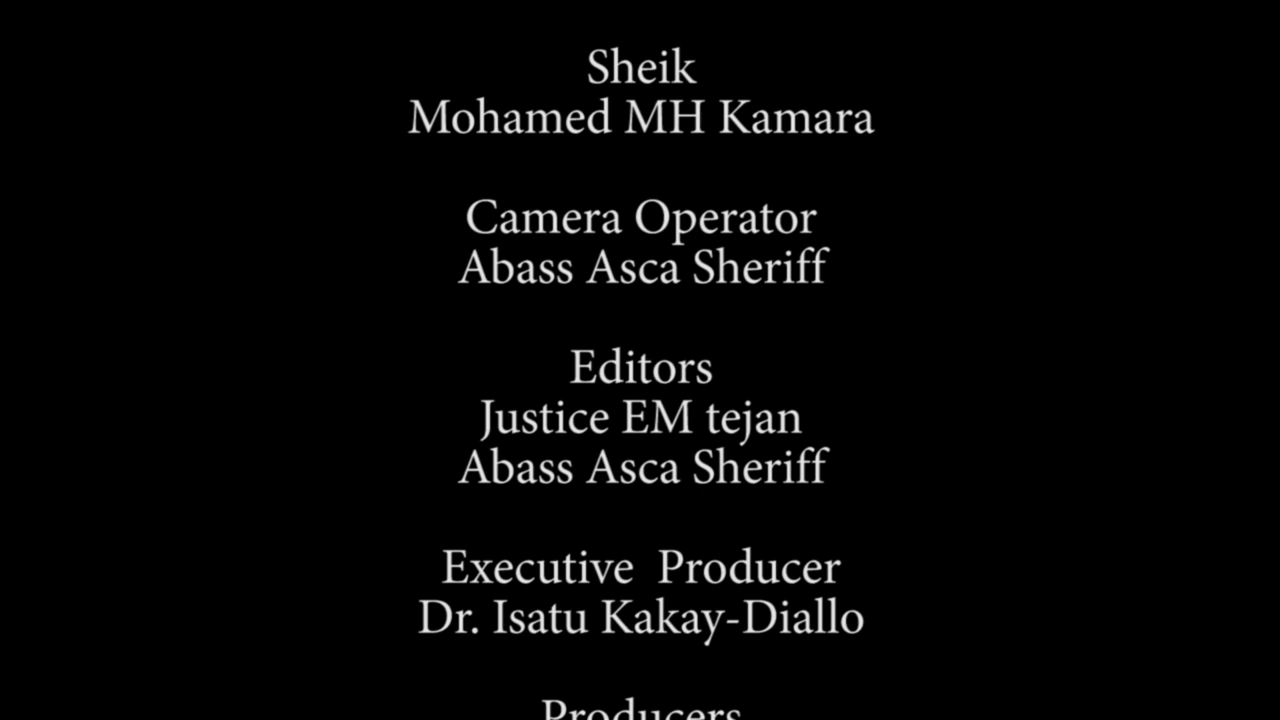 Sheik
Mohamed MH Kamara
Camera Operator
Abass Asca Sheriff
Editors
Justice EM tejan
Abass Asca Sheriff
Executive  Producer
Dr. Isatu Kakay-Diallo
Producers